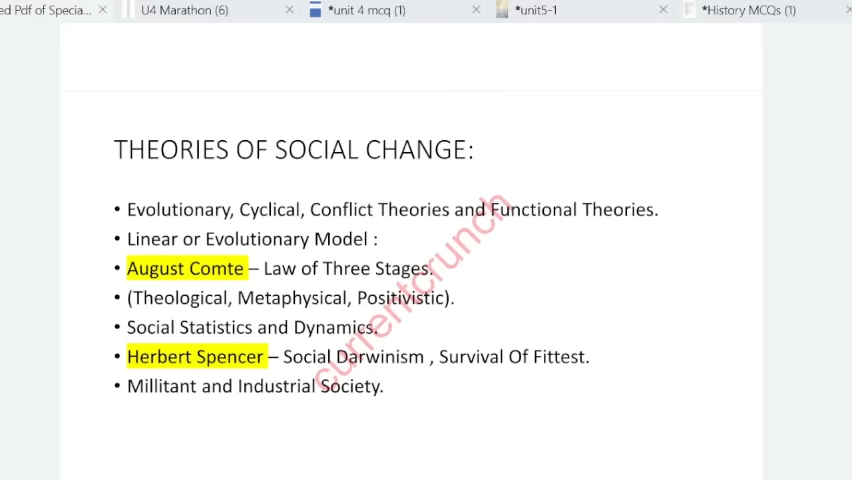 ed Pdf of Specia...
U4 Marathon (6)
*unit 4 mcq (1)
*unit5-1
*History MCQs (1)
THEORIES OF SOCIAL CHANGE:
• Evolutionary, Cyclical, Conflict Theories and Functional Theories.
• Linear or Evolutionary Model :
• August Comte – Law of Three Stages.
• (Theological, Metaphysical, Positivistic).
• Social Statistics and Dynamics.
• Herbert Spencer – Social Darwinism , Survival Of Fittest.
• Millitant and Industrial Society.
currentcrunch